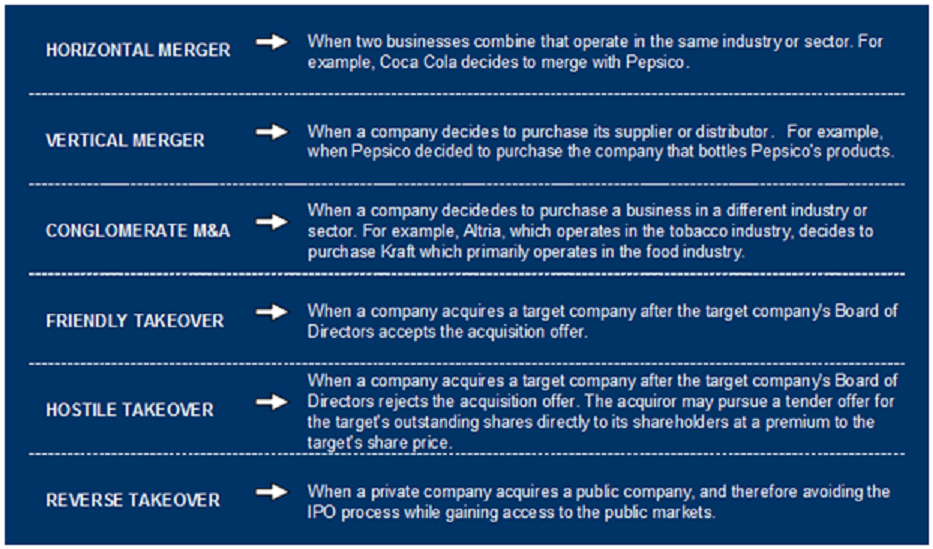 HORIZONTAL MERGER
When two businesses combine that operate in the same industry or sector. For
example, Coca Cola decides to merge with Pepsico.
VERTICAL MERGER
When a company decides to purchase its supplier or distributor. For example,
when Pepsico decided to purchase the company that bottles Pepsico's products.
CONGLOMERATE M&A
When a company decidedes to purchase a business in a different industry or
sector. For example, Altria, which operates in the tobacco industry, decides to
purchase Kraft which primarily operates in the food industry.
FRIENDLY TAKEOVER
When a company acquires a target company after the target company's Board of
Directors accepts the acquisition offer.
HOSTILE TAKEOVER
When a company acquires a target company after the target company's Board of
Directors rejects the acquisition offer. The acquiror may pursue a tender offer for
the target's outstanding shares directly to its shareholders at a premium to the
target's share price.
REVERSE TAKEOVER
When a private company acquires a public company, and therefore avoiding the
IPO process while gaining access to the public markets.